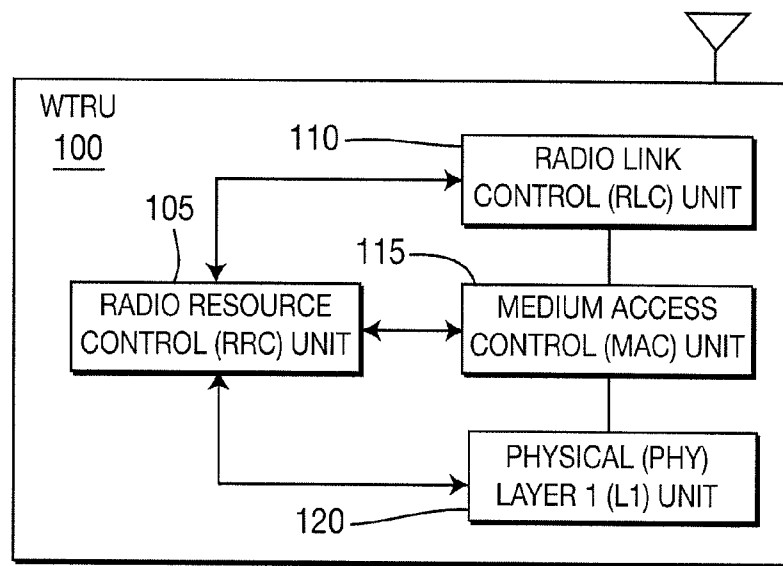 WTRU
100
110
RADIO LINK
CONTROL (RLC) UNIT
105
RADIO RESOURCE
CONTROL (RRC) UNIT
115
MEDIUM ACCESS
CONTROL (MAC) UNIT
PHYSICAL (PHY)
LAYER 1 (L1) UNIT
120